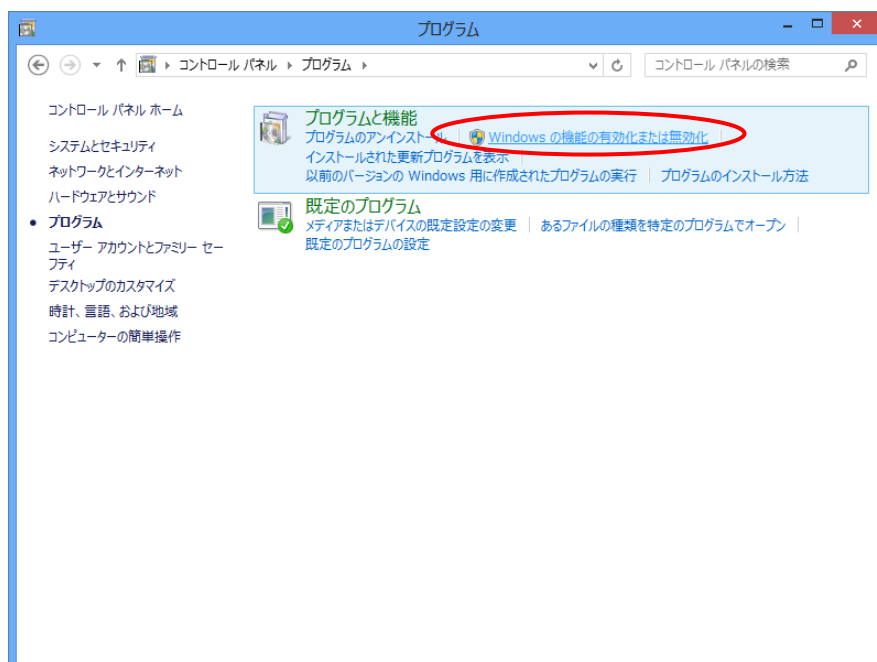 プログラム
コントロール パネル プログラム
コントロール パネルの検索
コントロール パネル ホーム
システムとセキュリティ
ネットワークとインターネット
ハードウェアとサウンド
プログラム
ユーザー アカウントとファミリー セー
フティ
デスクトップのカスタマイズ
時計、言語、および地域
コンピューターの簡単操作
プログラムと機能
プログラムのアンインストール Windows の機能の有効化または無効化
インストールされた更新プログラムを表示
以前のバージョンの Windows 用に作成されたプログラムの実行 プログラムのインストール方法
既定のプログラム
メディアまたはデバイスの既定設定の変更 あるファイルの種類を特定のプログラムでオープン
既定のプログラムの設定